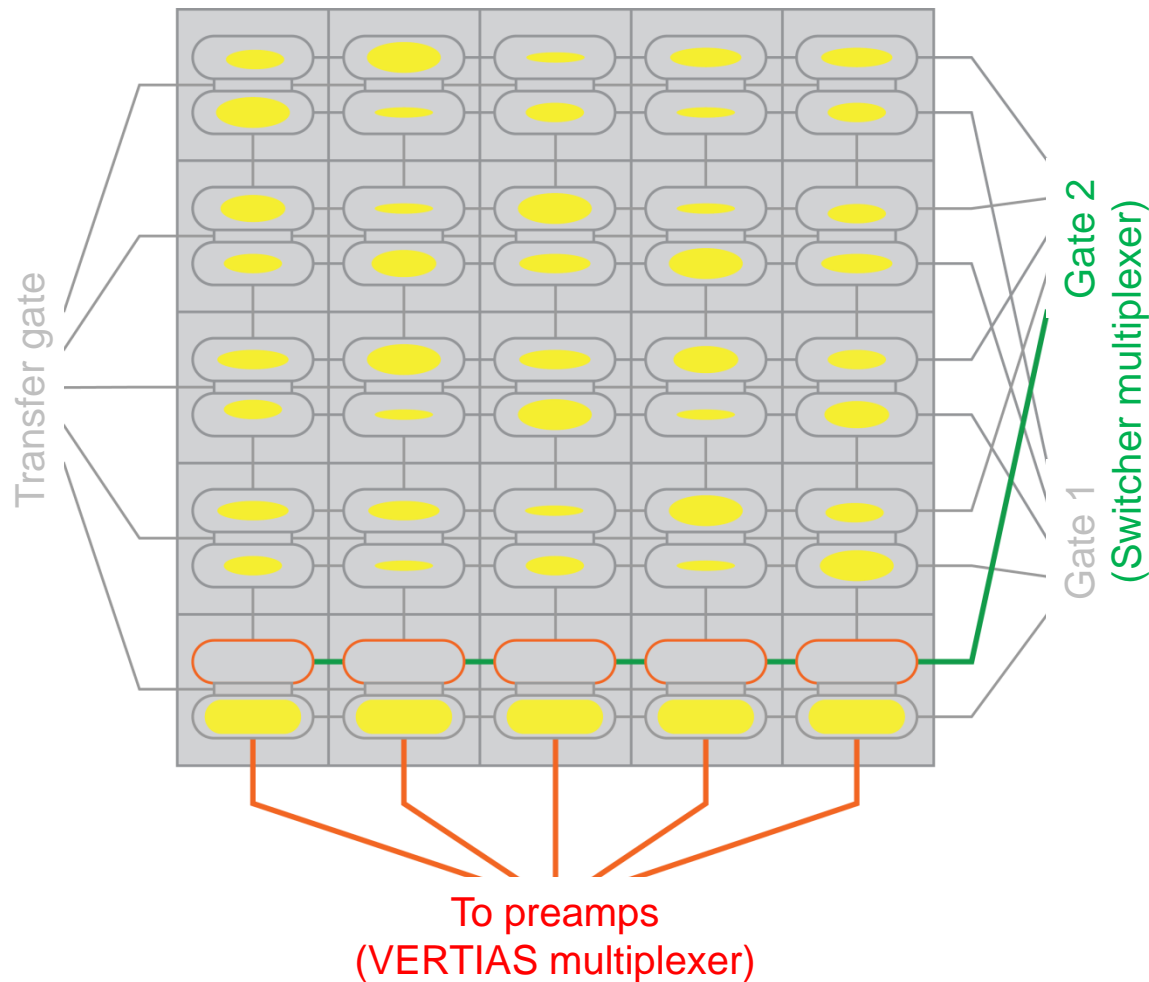 Transfer gate
Gate 2
Gate 1
(Switcher multiplexer)
To preamps
(VERTIAS multiplexer)